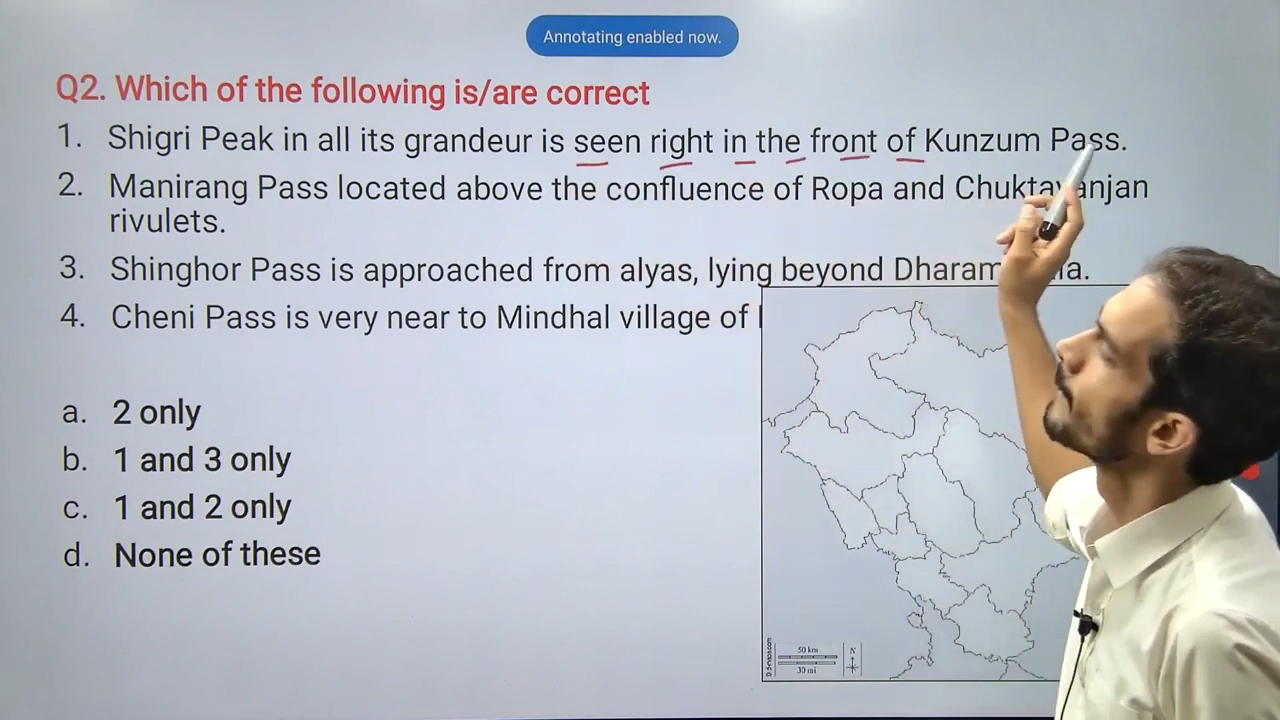 Annotating enabled now.
Q2. Which of the following is/are correct
1. Shigri Peak in all its grandeur is seen right in the front of Kunzum Pass.
2. Manirang Pass located above the confluence of Ropa and
rivulets.
3. Shinghor Pass is approached from alyas, lying beyond
4. Cheni Pass is very near to Mindhal village of
a. 2 only
b. 1 and 3 only
c. 1 and 2 only
d. None of these
50 km
30 mi
N